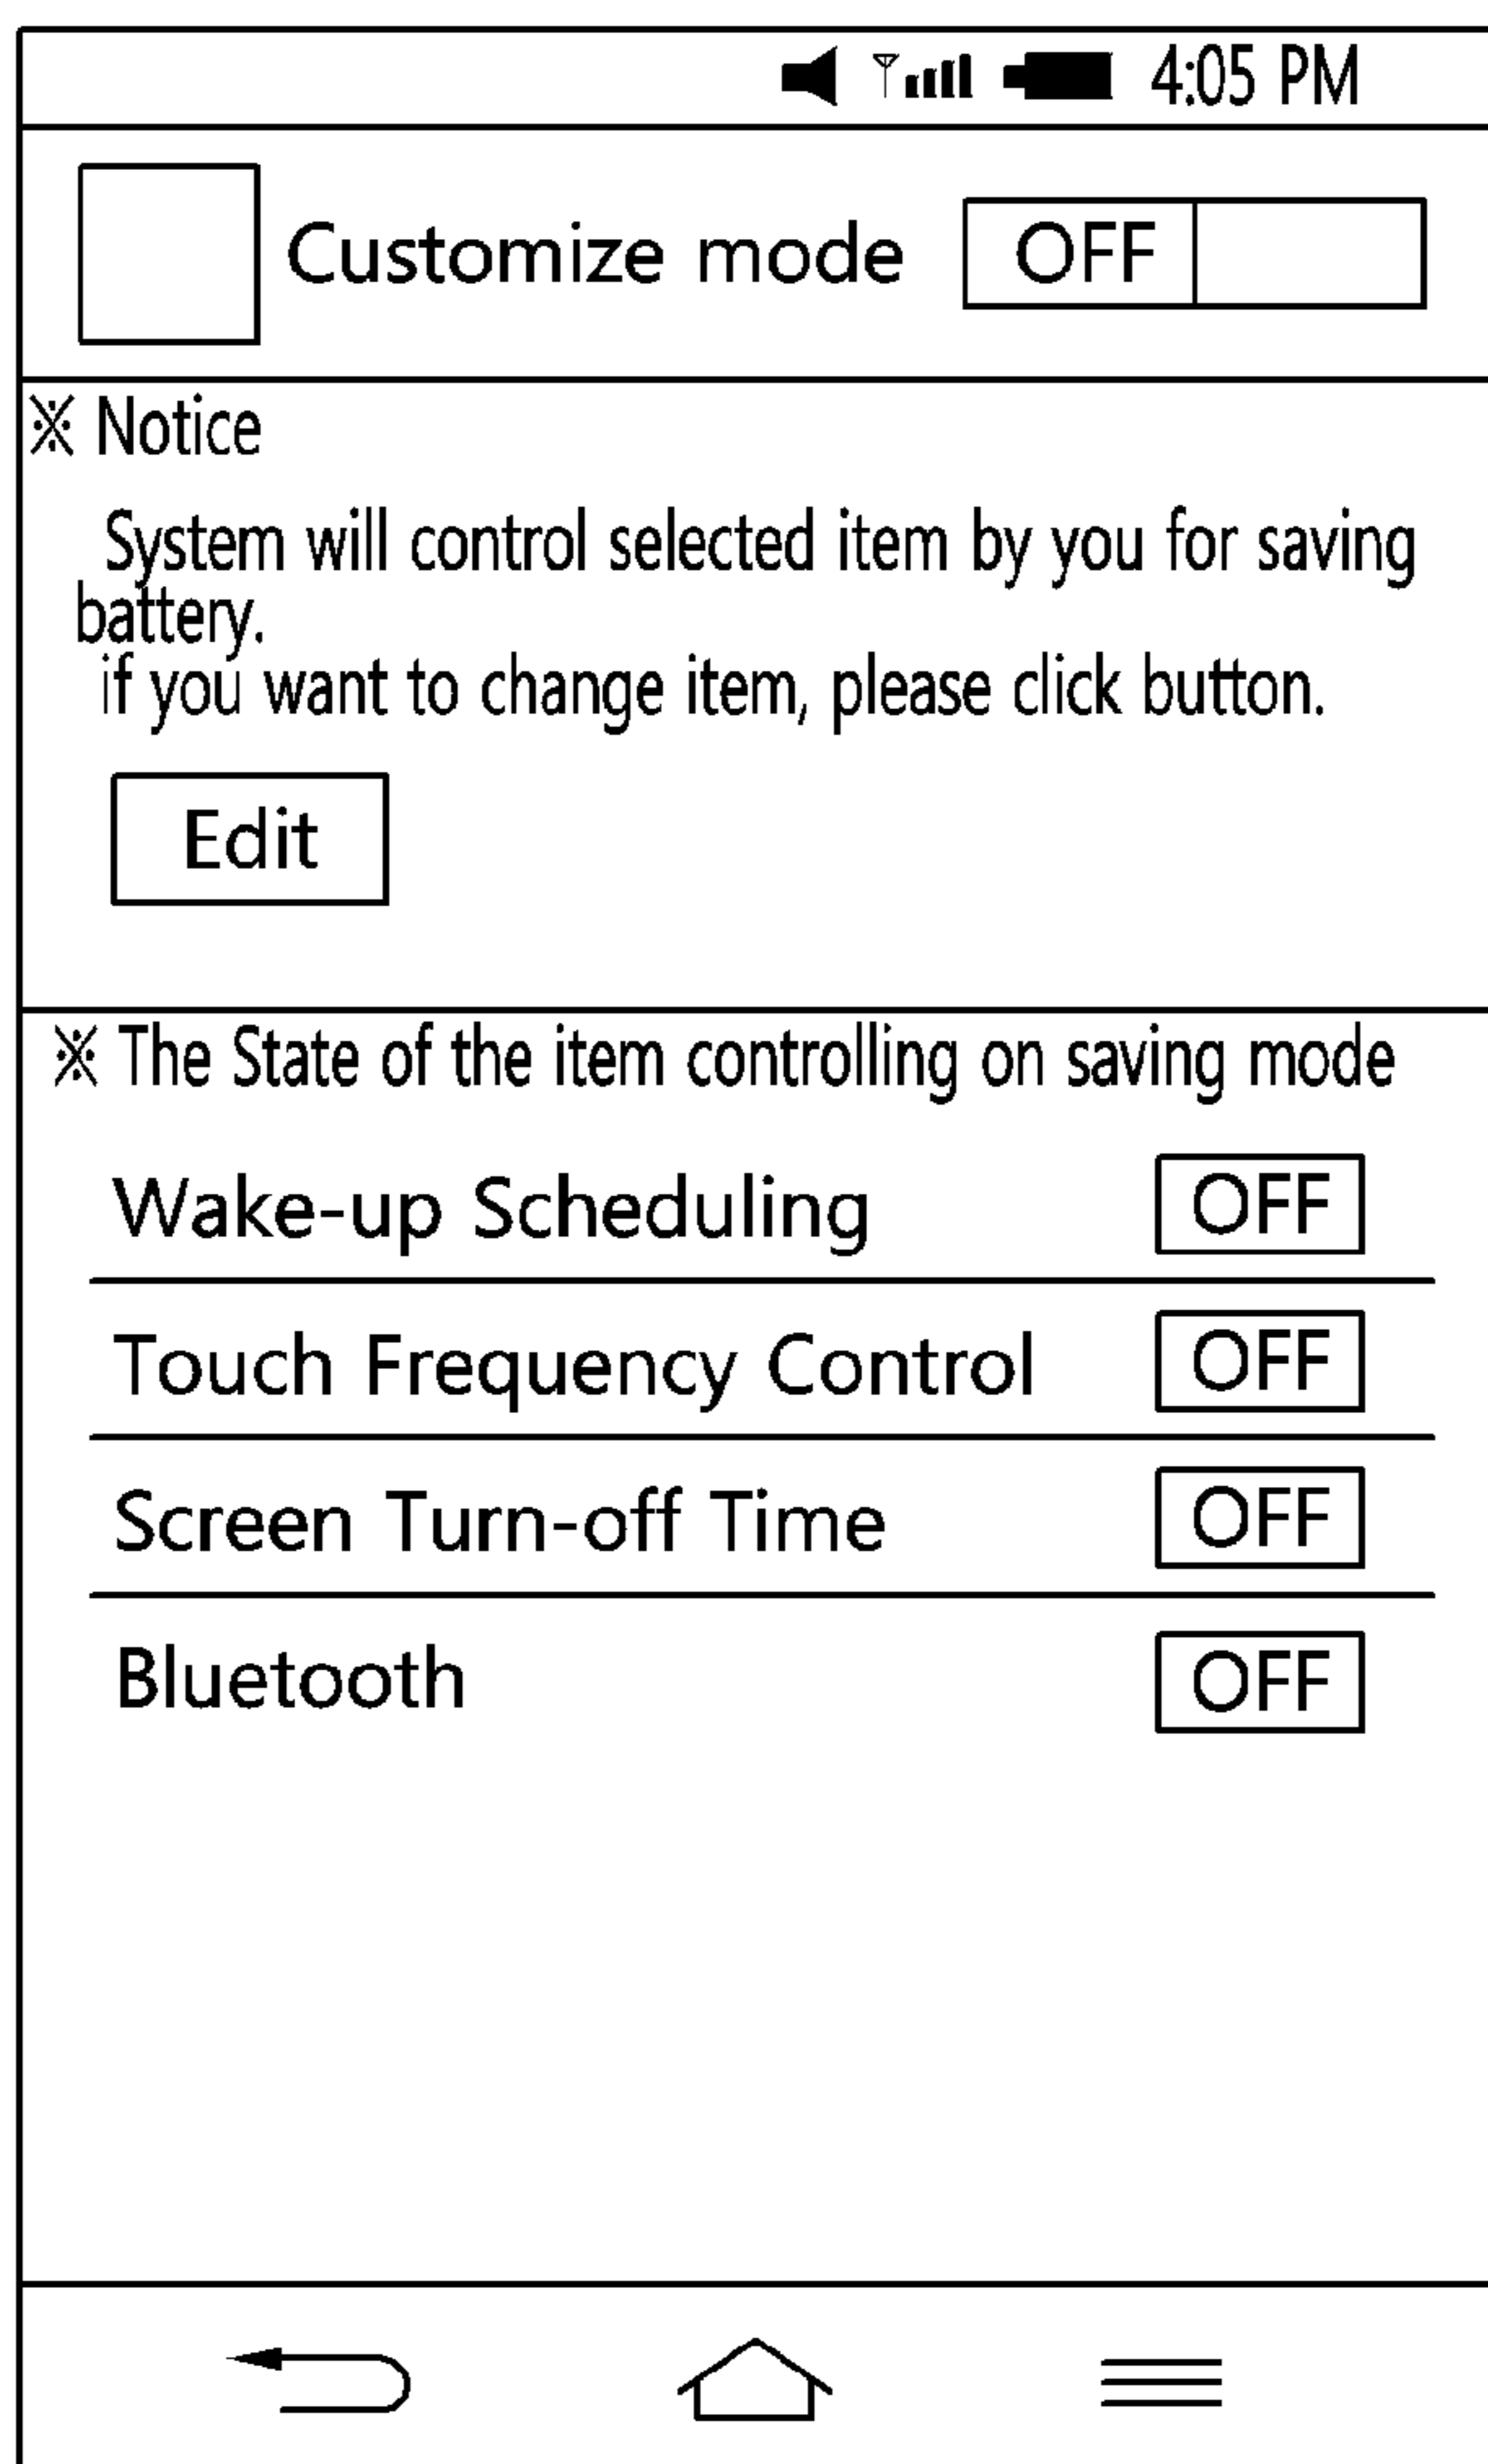 4:05 PM
Customize mode OFF
※ Notice
System will control selected item by you for saving
battery.
if you want to change item, please click button.
Edit
※ The State of the item controlling on saving mode
Wake-up Scheduling OFF
Touch Frequency Control OFF
Screen Turn-off Time OFF
Bluetooth OFF